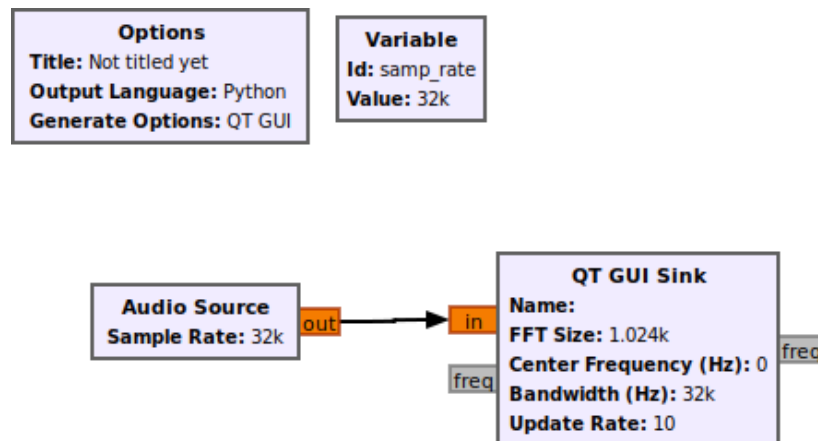 Options
Title: Not titled yet
Output Language: Python
Generate Options: QT GUI
Variable
Id: samp_rate
Value: 32k
Audio Source
Sample Rate: 32k
out
in
freq
QT GUI Sink
Name:
FFT Size: 1.024k
Center Frequency (Hz): 0
Bandwidth (Hz): 32k
Update Rate: 10
freq